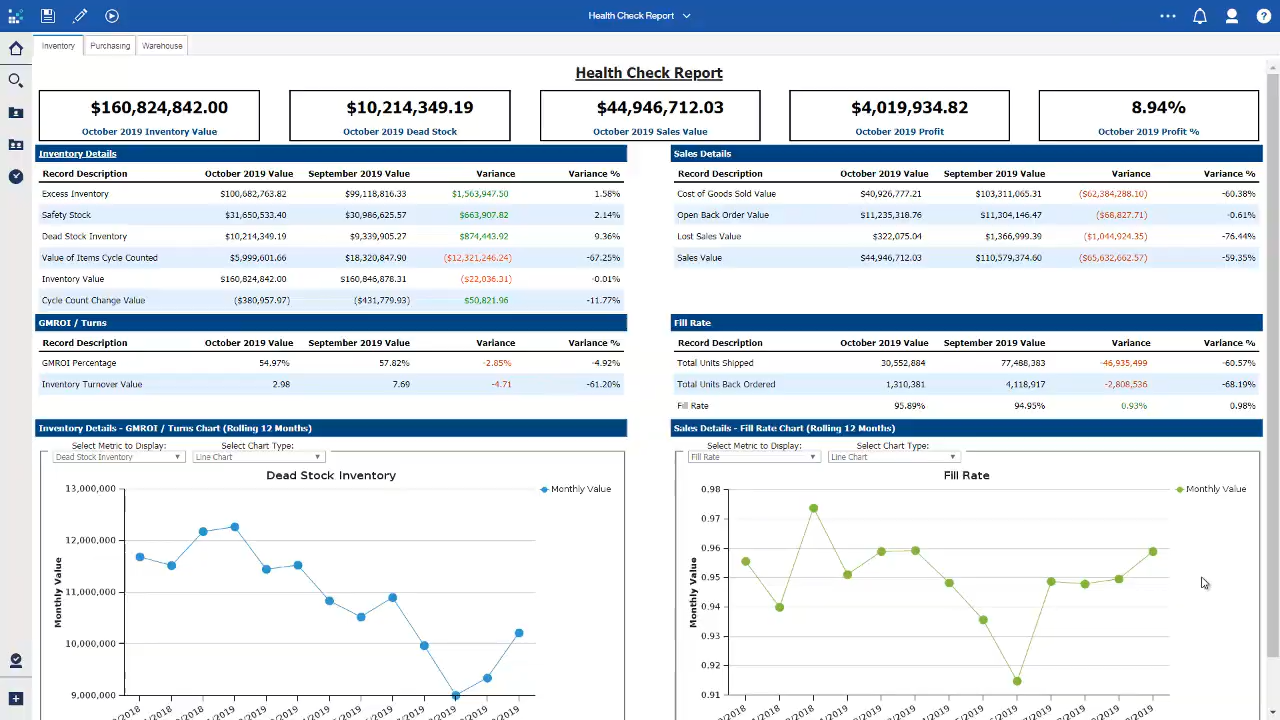 Health Check Report
Inventory Purchasing Warehouse
Health Check Report
$160,824,842.00 $10,214,349.19 $44,946,712.03 $4,019,934.82 8.94%
October 2019 Inventory Value October 2019 Dead Stock October 2019 Sales Value October 2019 Profit October 2019 Profit %
Inventory Details
Record Description October 2019 Value September 2019 Value Variance Variance %
Excess Inventory $100,682,763.82 $99,118,816.33 $1,563,947.50 1.58%
Safety Stock $31,650,533.40 $30,986,625.57 $663,907.82 2.14%
Dead Stock Inventory $10,214,349.19 $9,339,905.27 $874,443.92 9.36%
Value of Items Cycle Counted $5,999,601.66 $18,320,847.90 ($12,321,246.24) -67.25%
Inventory Value $160,824,842.00 $160,846,878.31 ($22,036.31) -0.01%
Cycle Count Change Value ($380,957.97) ($431,779.93) $50,821.96 -11.77%
Sales Details
Record Description October 2019 Value September 2019 Value Variance Variance %
Cost of Goods Sold Value $40,926,777.21 $103,311,065.31 ($62,384,288.10) -60.38%
Open Back Order Value $11,235,318.76 $11,304,146.47 ($68,827.71) -0.61%
Lost Sales Value $322,075.04 $1,366,999.39 ($1,044,924.35) -76.44%
Sales Value $44,946,712.03 $110,579,374.60 ($65,632,662.57) -59.35%
GMROI / Turns
Record Description October 2019 Value September 2019 Value Variance Variance %
GMROI Percentage 54.97% 57.82% -2.85% -4.92%
Inventory Turnover Value 2.98 7.69 -4.71 -61.20%
Fill Rate
Record Description October 2019 Value September 2019 Value Variance Variance %
Total Units Shipped 30,552,884 77,488,383 -46,935,499 -60.57%
Total Units Back Ordered 1,310,381 4,118,917 -2,808,536 -68.19%
Fill Rate 95.89% 94.95% 0.93% 0.98%
Inventory Details - GMROI / Turns Chart (Rolling 12 Months)
Select Metric to Display: Select Chart Type:
Dead Stock Inventory Line Chart
Dead Stock Inventory
Monthly Value
Monthly Value
13,000,000
12,000,000
11,000,000
10,000,000
9,000,000
Sales Details - Fill Rate Chart (Rolling 12 Months)
Select Metric to Display: Select Chart Type:
Fill Rate Line Chart
Fill Rate
Monthly Value
Monthly Value
0.98
0.97
0.96
0.95
0.94
0.93
0.92
0.91